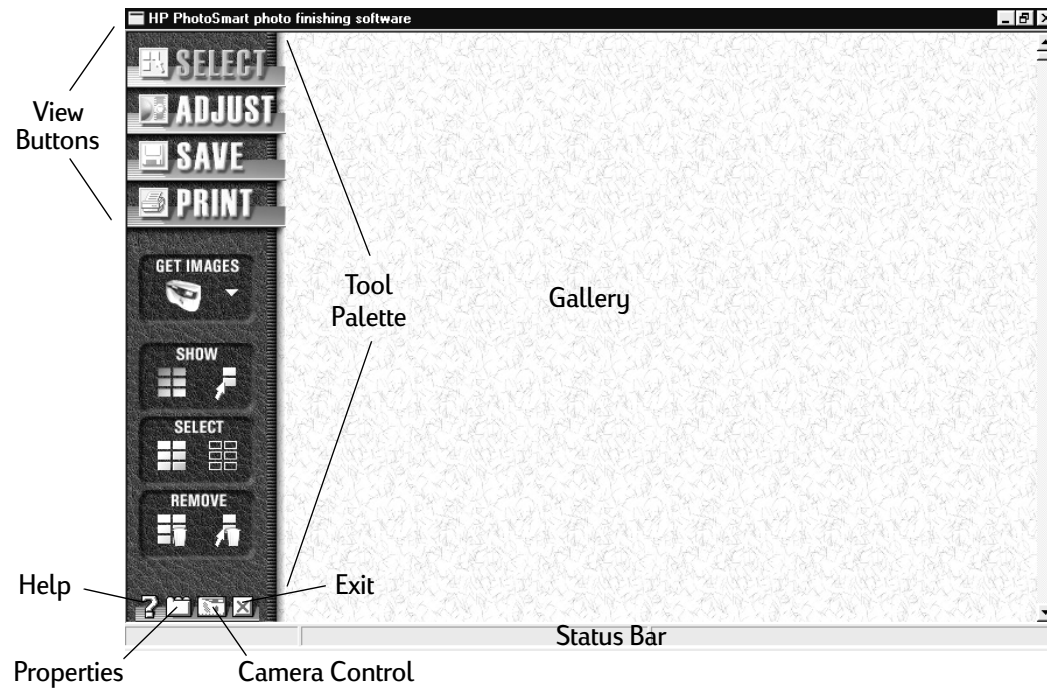 HP PhotoSmart photo finishing software
SELECT
ADJUST
SAVE
PRINT
View
Buttons
GET IMAGES
SHOW
SELECT
REMOVE
Tool
Palette
Gallery
Help
Exit
Status Bar
Properties
Camera Control